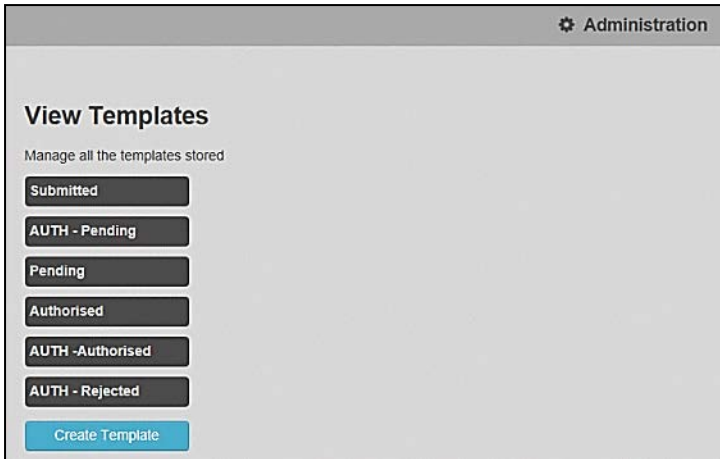 Administration
View Templates
Manage all the templates stored
Submitted
AUTH - Pending
Pending
Authorised
AUTH -Authorised
AUTH - Rejected
Create Template